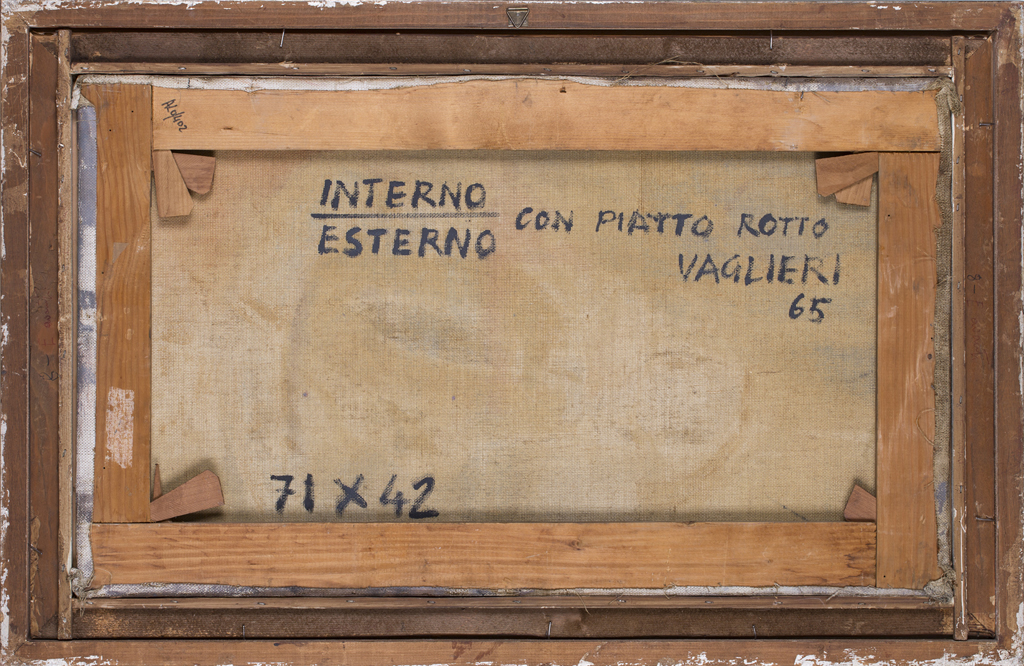 INTERNO
ESTERNO CON PIATTO ROTTO
VAGLIERI
65
71 X 42